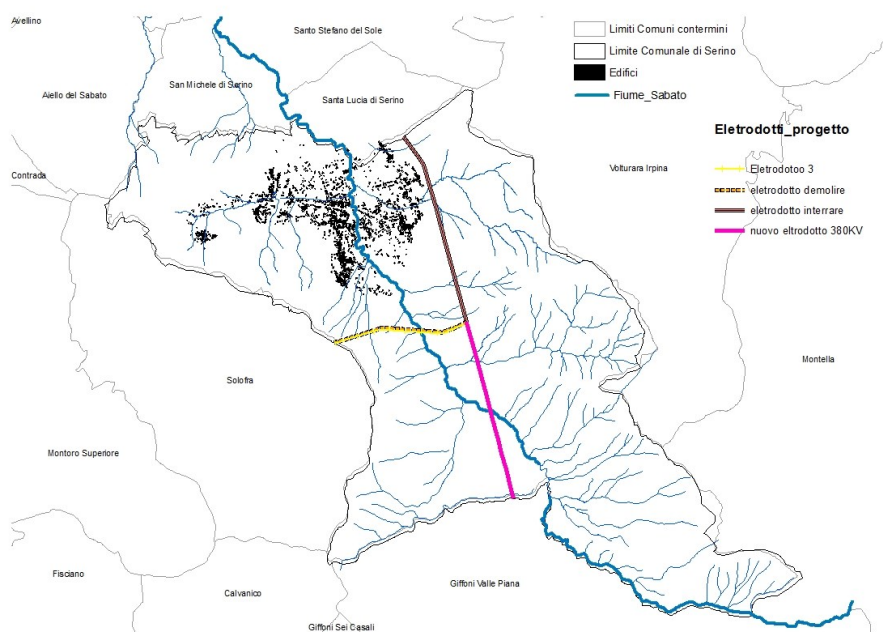 Avellino
Santo Stefano del Sole
Limiti Comuni contermini
Limite Comunale di Serino
Edifici
Fiume_Sabato
San Michele di Serino
Aiello del Sabato
Santa Lucia di Serino
Eletrodotti_progetto
Contrada
Volturara Irpina
Eletrodotoo 3
eletrodotto demolire
eletrodotto interrare
nuovo eltrodotto 380KV
Montella
Solofra
Montoro Superiore
Fisciano
Calvanico
Giffoni Valle Piana
Giffoni Sei Casali